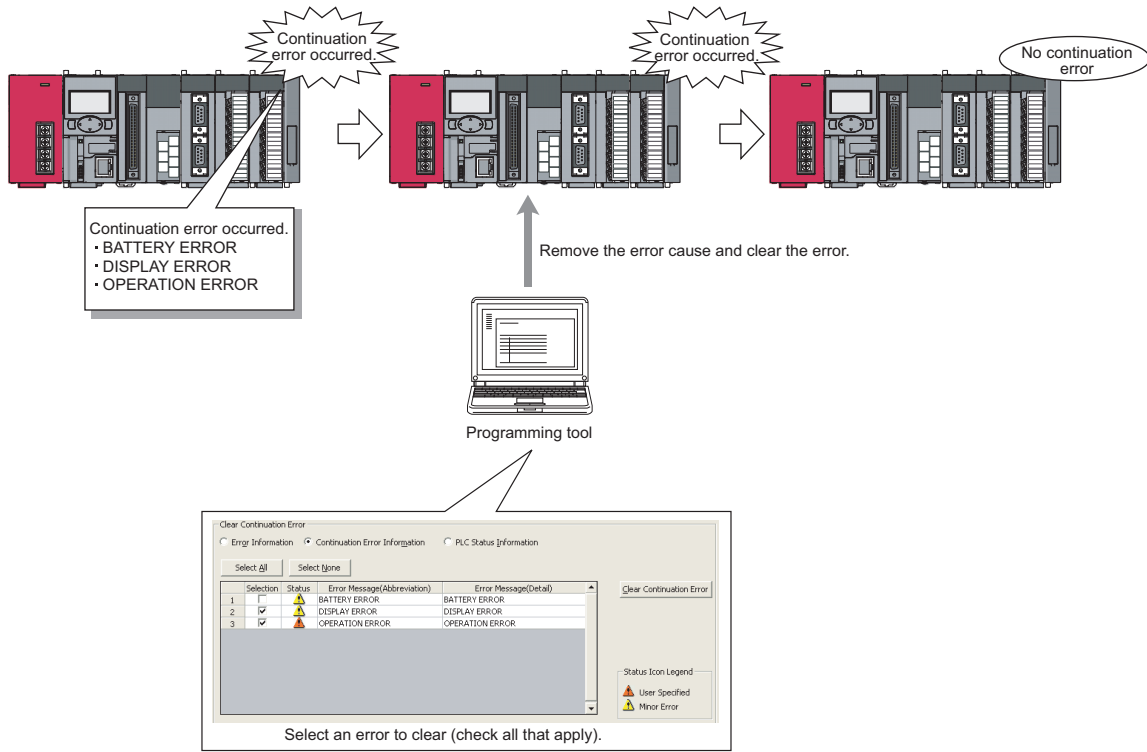 Continuation
error occurred.
Continuation
error occurred.
No continuation
error
Continuation error occurred.
· BATTERY ERROR
· DISPLAY ERROR
· OPERATION ERROR
Remove the error cause and clear the error.
Programming tool
Clear Continuation Error
Error Information Continuation Error Information PLC Status Information
Select All Select None
Selection Status Error Message(Abbreviation) Error Message(Detail)
Clear Continuation Error
1 BATTERY ERROR BATTERY ERROR
2 DISPLAY ERROR DISPLAY ERROR
3 OPERATION ERROR OPERATION ERROR
Status Icon Legend
User Specified
Minor Error
Select an error to clear (check all that apply).